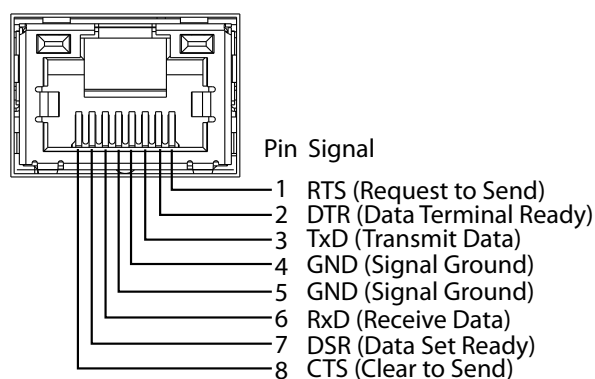 Pin Signal
1 RTS (Request to Send)
2 DTR (Data Terminal Ready)
3 TxD (Transmit Data)
4 GND (Signal Ground)
5 GND (Signal Ground)
6 RxD (Receive Data)
7 DSR (Data Set Ready)
8 CTS (Clear to Send)